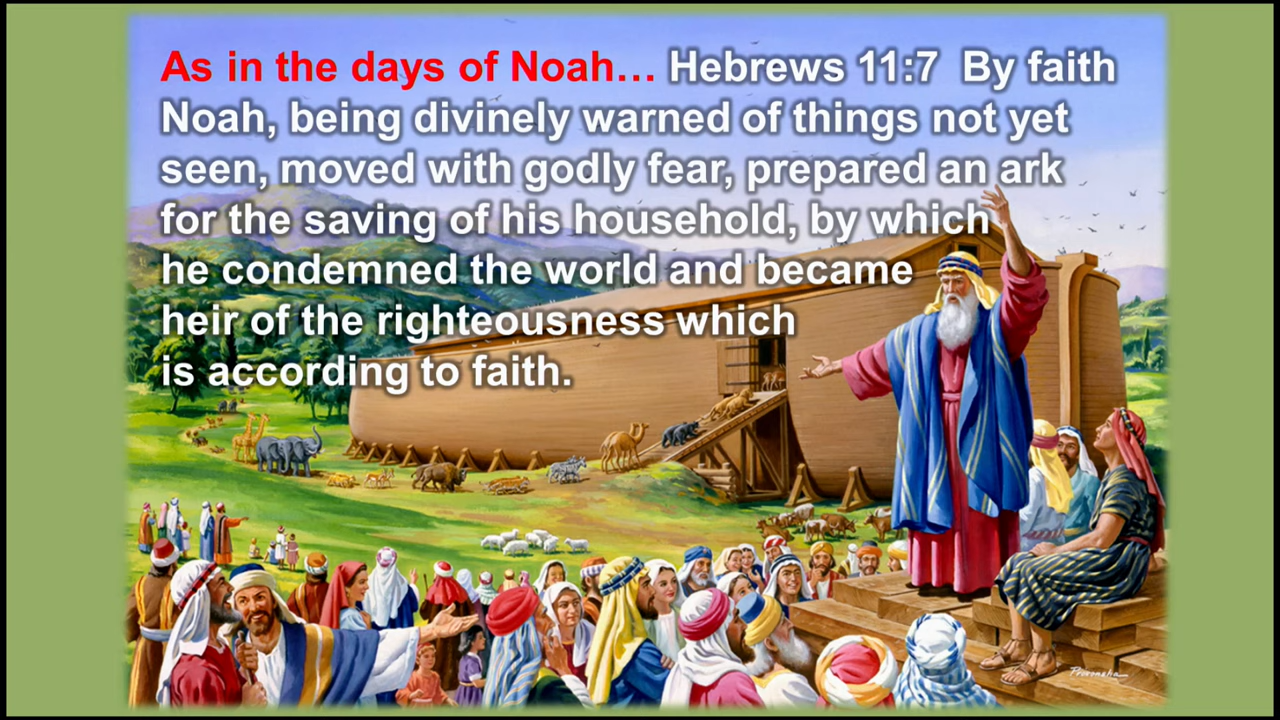 As in the days of Noah… Hebrews 11:7  By faith
Noah, being divinely warned of things not yet
seen, moved with godly fear, prepared an ark
for the saving of his household, by which
he condemned the world and became
heir of the righteousness which
is according to faith.